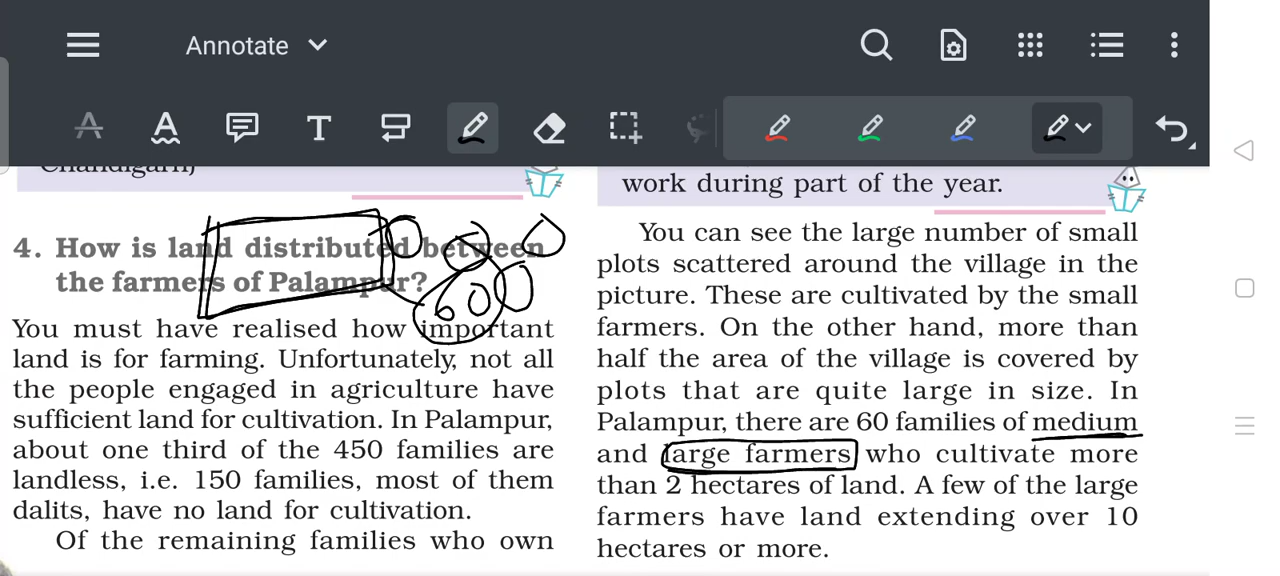 Annotate
Chandigarh)
4. How is land distributed between
the farmers of Palampur?
600
You must have realised how important
land is for farming. Unfortunately, not all
the people engaged in agriculture have
sufficient land for cultivation. In Palampur,
about one third of the 450 families are
landless, i.e. 150 families, most of them
dalits, have no land for cultivation.
Of the remaining families who own
work during part of the year.
You can see the large number of small
plots scattered around the village in the
picture. These are cultivated by the small
farmers. On the other hand, more than
half the area of the village is covered by
plots that are quite large in size. In
Palampur, there are 60 families of medium
and large farmers who cultivate more
than 2 hectares of land. A few of the large
farmers have land extending over 10
hectares or more.